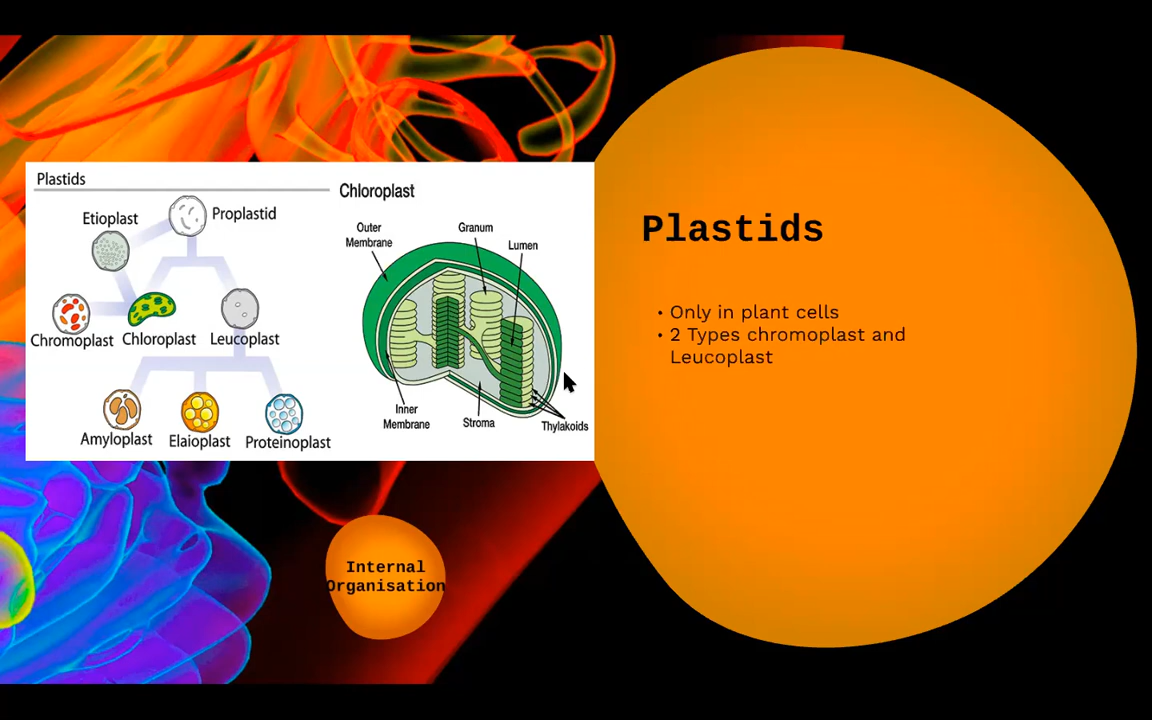 Plastids
Etioplast
Proplastid
Chromoplast
Chloroplast
Leucoplast
Amyloplast
Elaioplast
Proteinoplast
Chloroplast
Outer
Membrane
Granum
Lumen
Inner
Membrane
Stroma
Thylakoids
Plastids
• Only in plant cells
• 2 Types chromoplast and
Leucoplast
Internal
Organisation